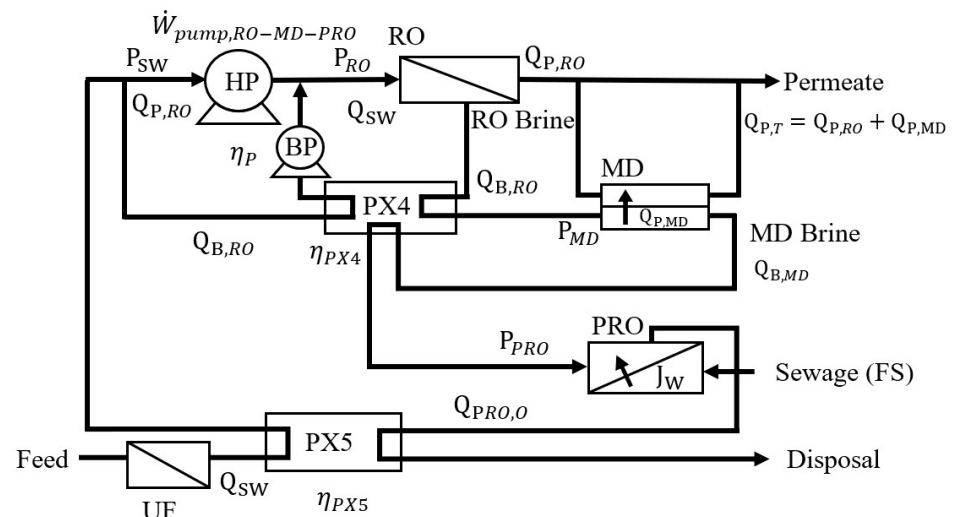 Ẇpump,RO−MD−PRO
PSW
HP
PRO
RO
QP,RO
Permeate
QP,RO
QSW
RO Brine
QP,T = QP,RO + QP,MD
ηP
BP
MD
PX4
QB,RO
QP,MD
QB,RO
ηPX4
PMD
MD Brine
QB,MD
PRO
PPRO
JW
Sewage (FS)
QPRO,O
Feed
PX5
Disposal
QSW
ηPX5
UF